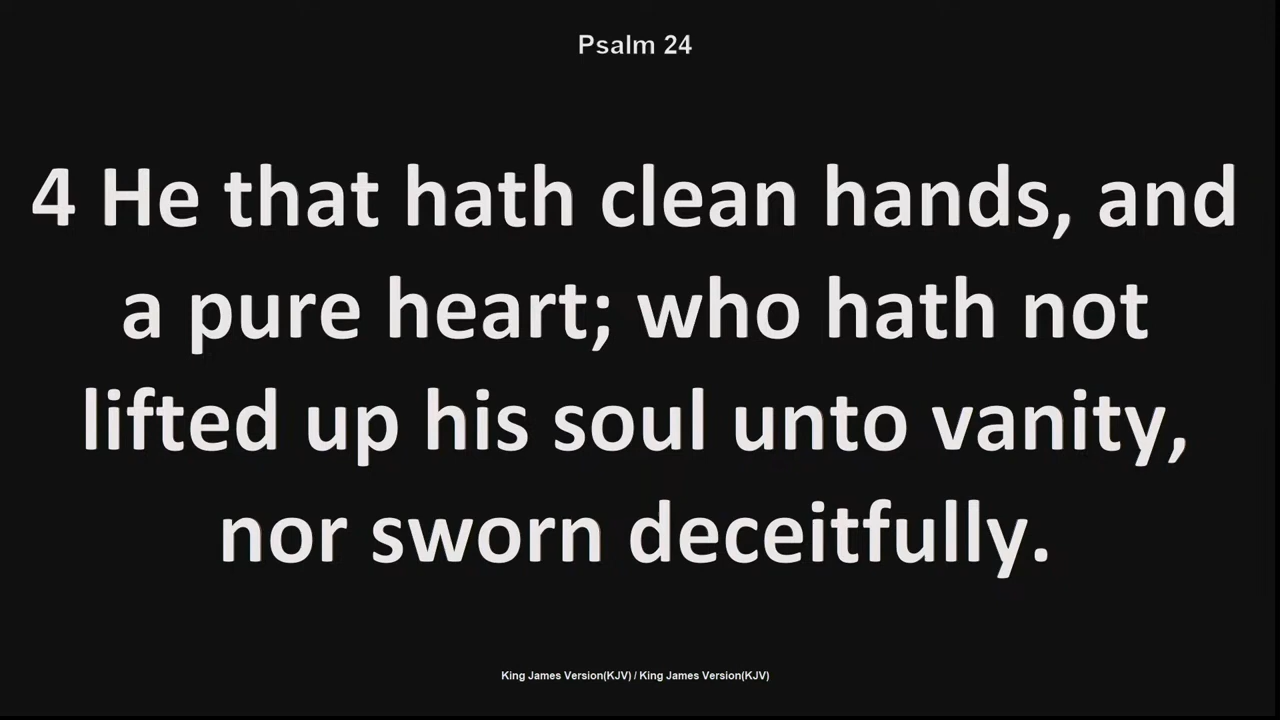 Psalm 24
4 He that hath clean hands, and
a pure heart; who hath not
lifted up his soul unto vanity,
nor sworn deceitfully.
King James Version(KJV) / King James Version(KJV)